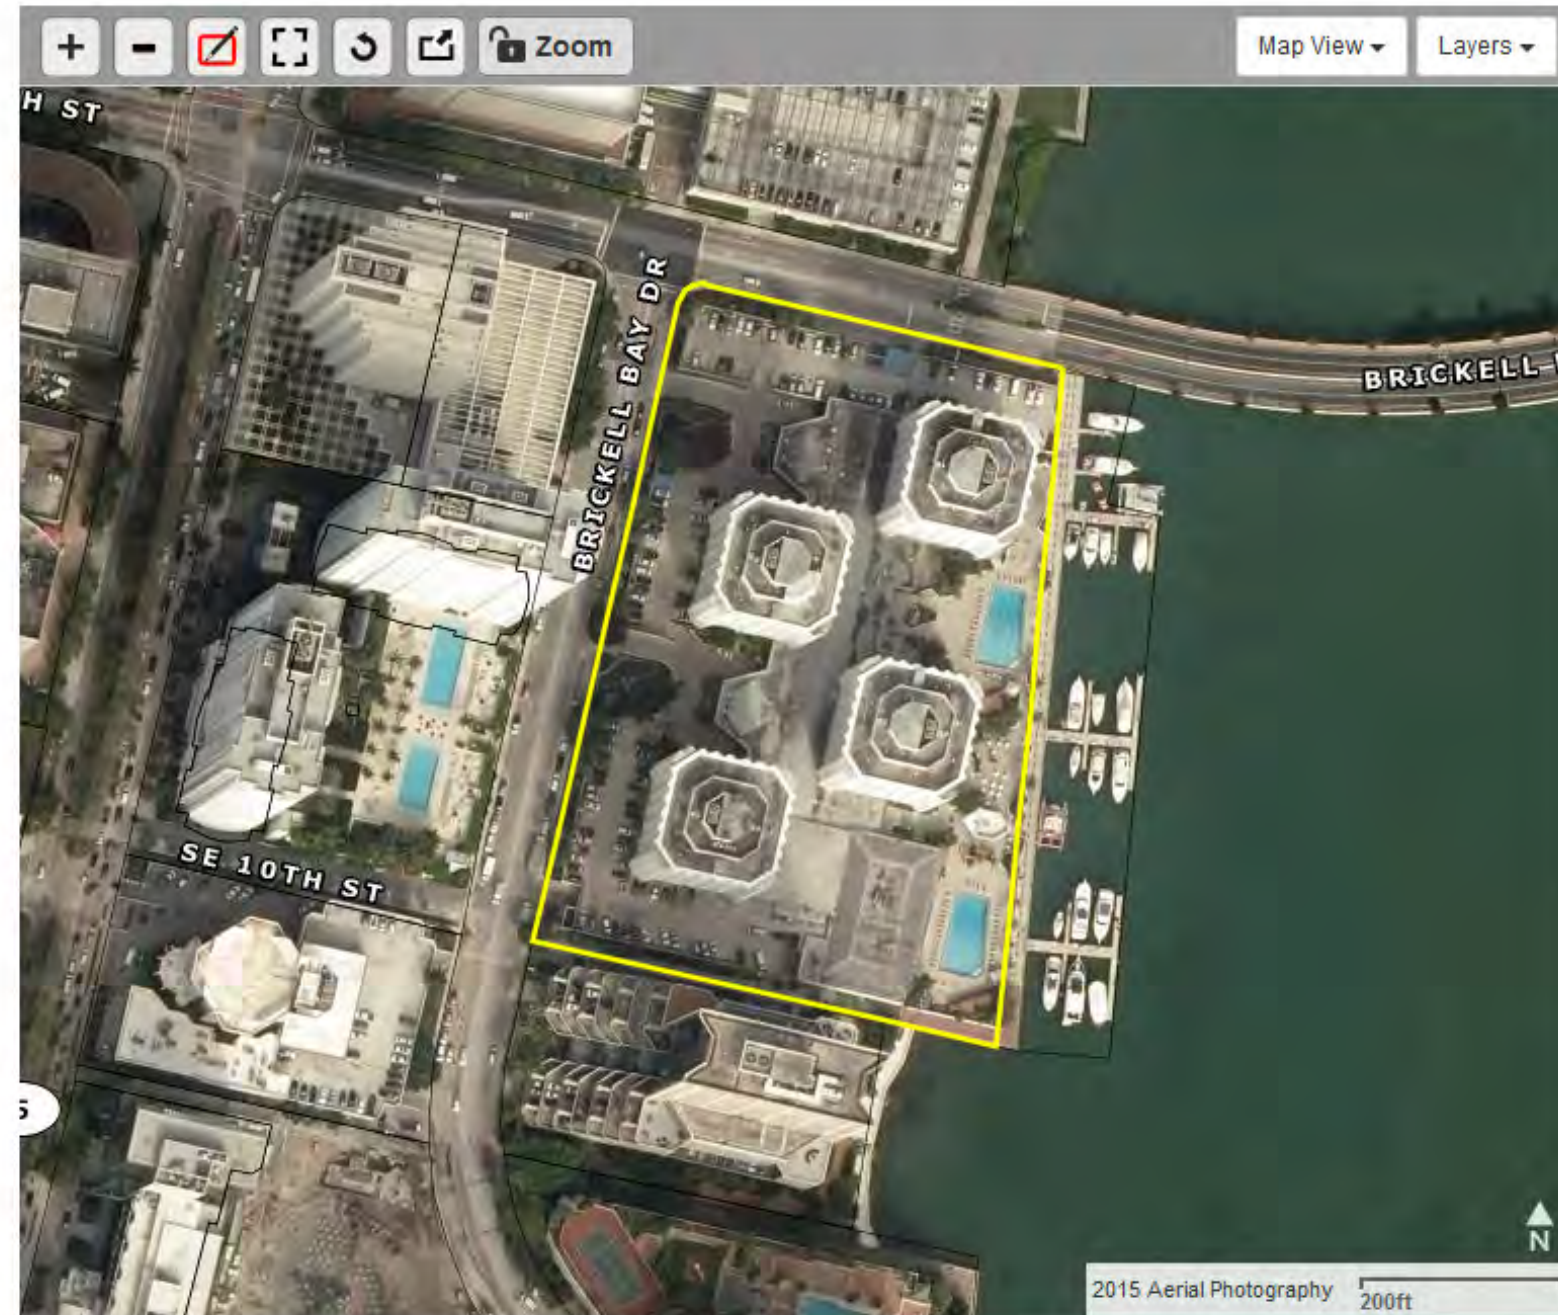 Zoom
Map View
Layers
H ST
BRICKELL BAY DR
BRICKELL
SE 10TH ST
5
N
2015 Aerial Photography
200ft